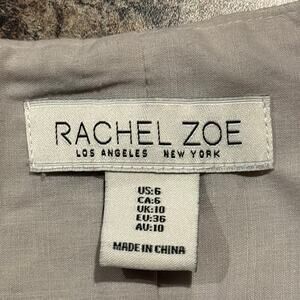 RACHEL ZOE
LOS ANGELES NEW YORK
US:6
CA:6
UK:10
EU:36
AU:10
MADE IN CHINA